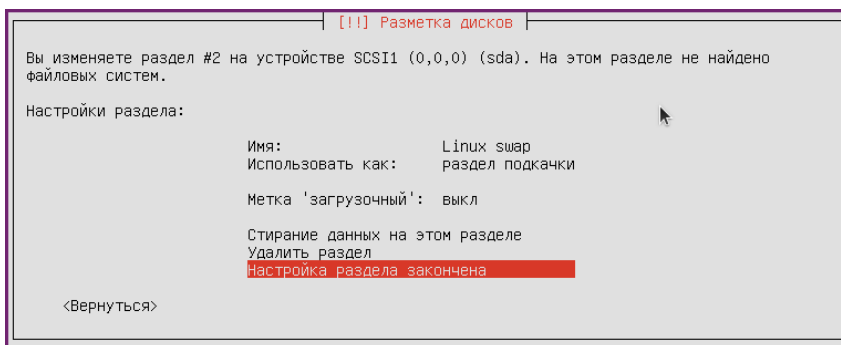 [!!] Разметка дисков
Вы изменяете раздел #2 на устройстве SCSI1 (0,0,0) (sda). На этом разделе не найдено
файловых систем.
Настройки раздела:
Имя: Linux swap
Использовать как: раздел подкачки
Метка 'загрузочный': выкл
Стирание данных на этом разделе
Удалить раздел
Настройка раздела закончена
<Вернуться>